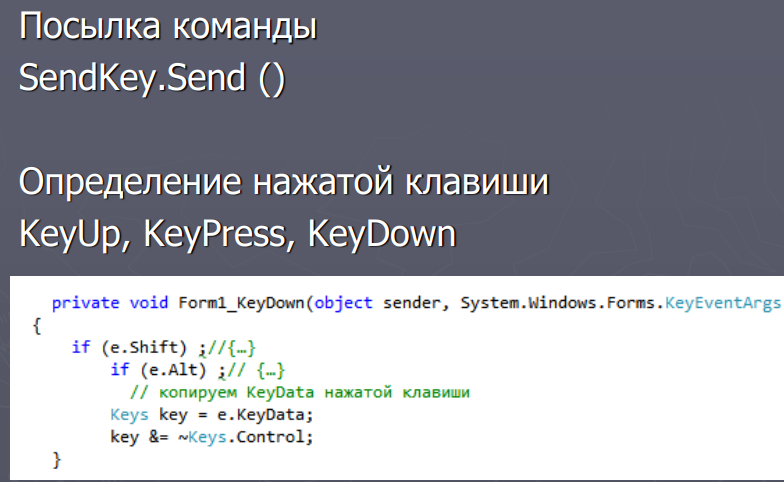 Посылка команды
SendKey.Send ()
Определение нажатой клавиши
KeyUp, KeyPress, KeyDown
private void Form1_KeyDown(object sender, System.Windows.Forms.KeyEventArgs
{
if (e.Shift) ;//{…}
if (e.Alt) ;// {…}
// копируем KeyData нажатой клавиши
Keys key = e.KeyData;
key &= ~Keys.Control;
}